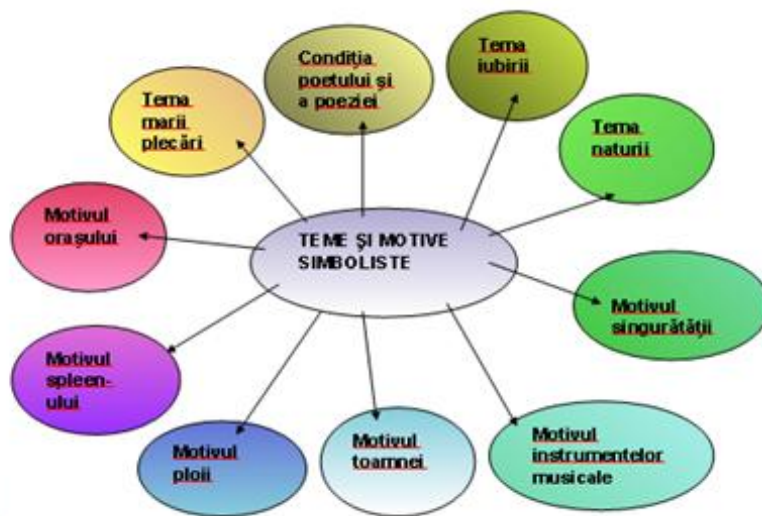 Condiția
poetului și
a poeziei
Tema
iubirii
Tema
marii
plecări
Tema
naturii
Motivul
orașului
TEME ȘI MOTIVE
SIMBOLISTE
Motivul
singurătății
Motivul
spleen-
ului
Motivul
ploii
Motivul
toamnei
Motivul
instrumentelor
muzicale